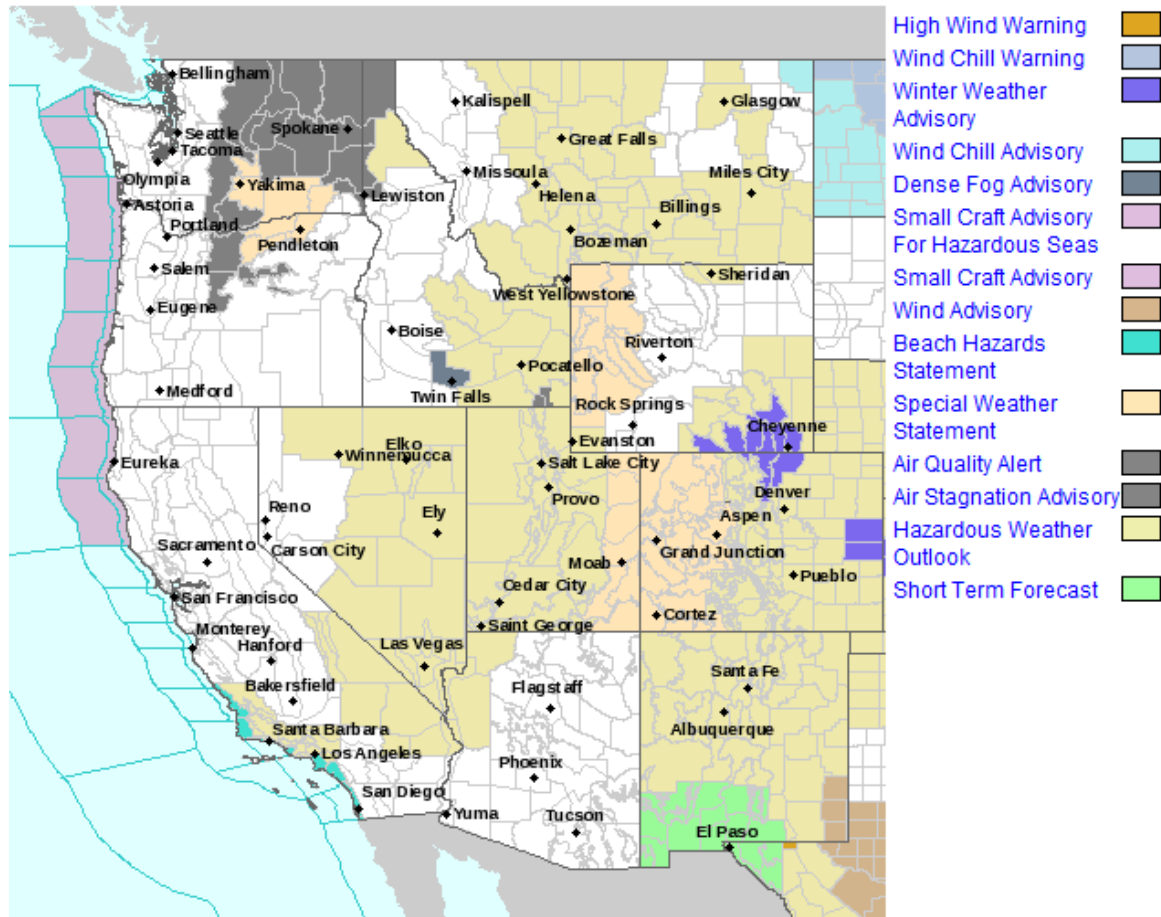 High Wind Warning
Wind Chill Warning
Winter Weather
Advisory
Wind Chill Advisory
Dense Fog Advisory
Small Craft Advisory
For Hazardous Seas
Small Craft Advisory
Wind Advisory
Beach Hazards
Statement
Special Weather
Statement
Air Quality Alert
Air Stagnation Advisory
Hazardous Weather
Outlook
Short Term Forecast
Bellingham
Seattle
Tacoma
Olympia
Spokane
Yakima
Astoria
Portland
Pendleton
Lewiston
Salem
Eugene
Medford
Kalispell
Glasgow
Great Falls
Missoula
Helena
Miles City
Billings
Bozeman
West Yellowstone
Sheridan
Boise
Pocatello
Twin Falls
Riverton
Rock Springs
Cheyenne
Evanston
Eureka
Winnemucca
Elko
Salt Lake City
Provo
Reno
Carson City
Ely
Sacramento
San Francisco
Denver
Aspen
Grand Junction
Moab
Pueblo
Cortez
Cedar City
Saint George
Monterey
Hanford
Las Vegas
Bakersfield
Santa Barbara
Los Angeles
San Diego
Flagstaff
Santa Fe
Albuquerque
Phoenix
Yuma
Tucson
El Paso